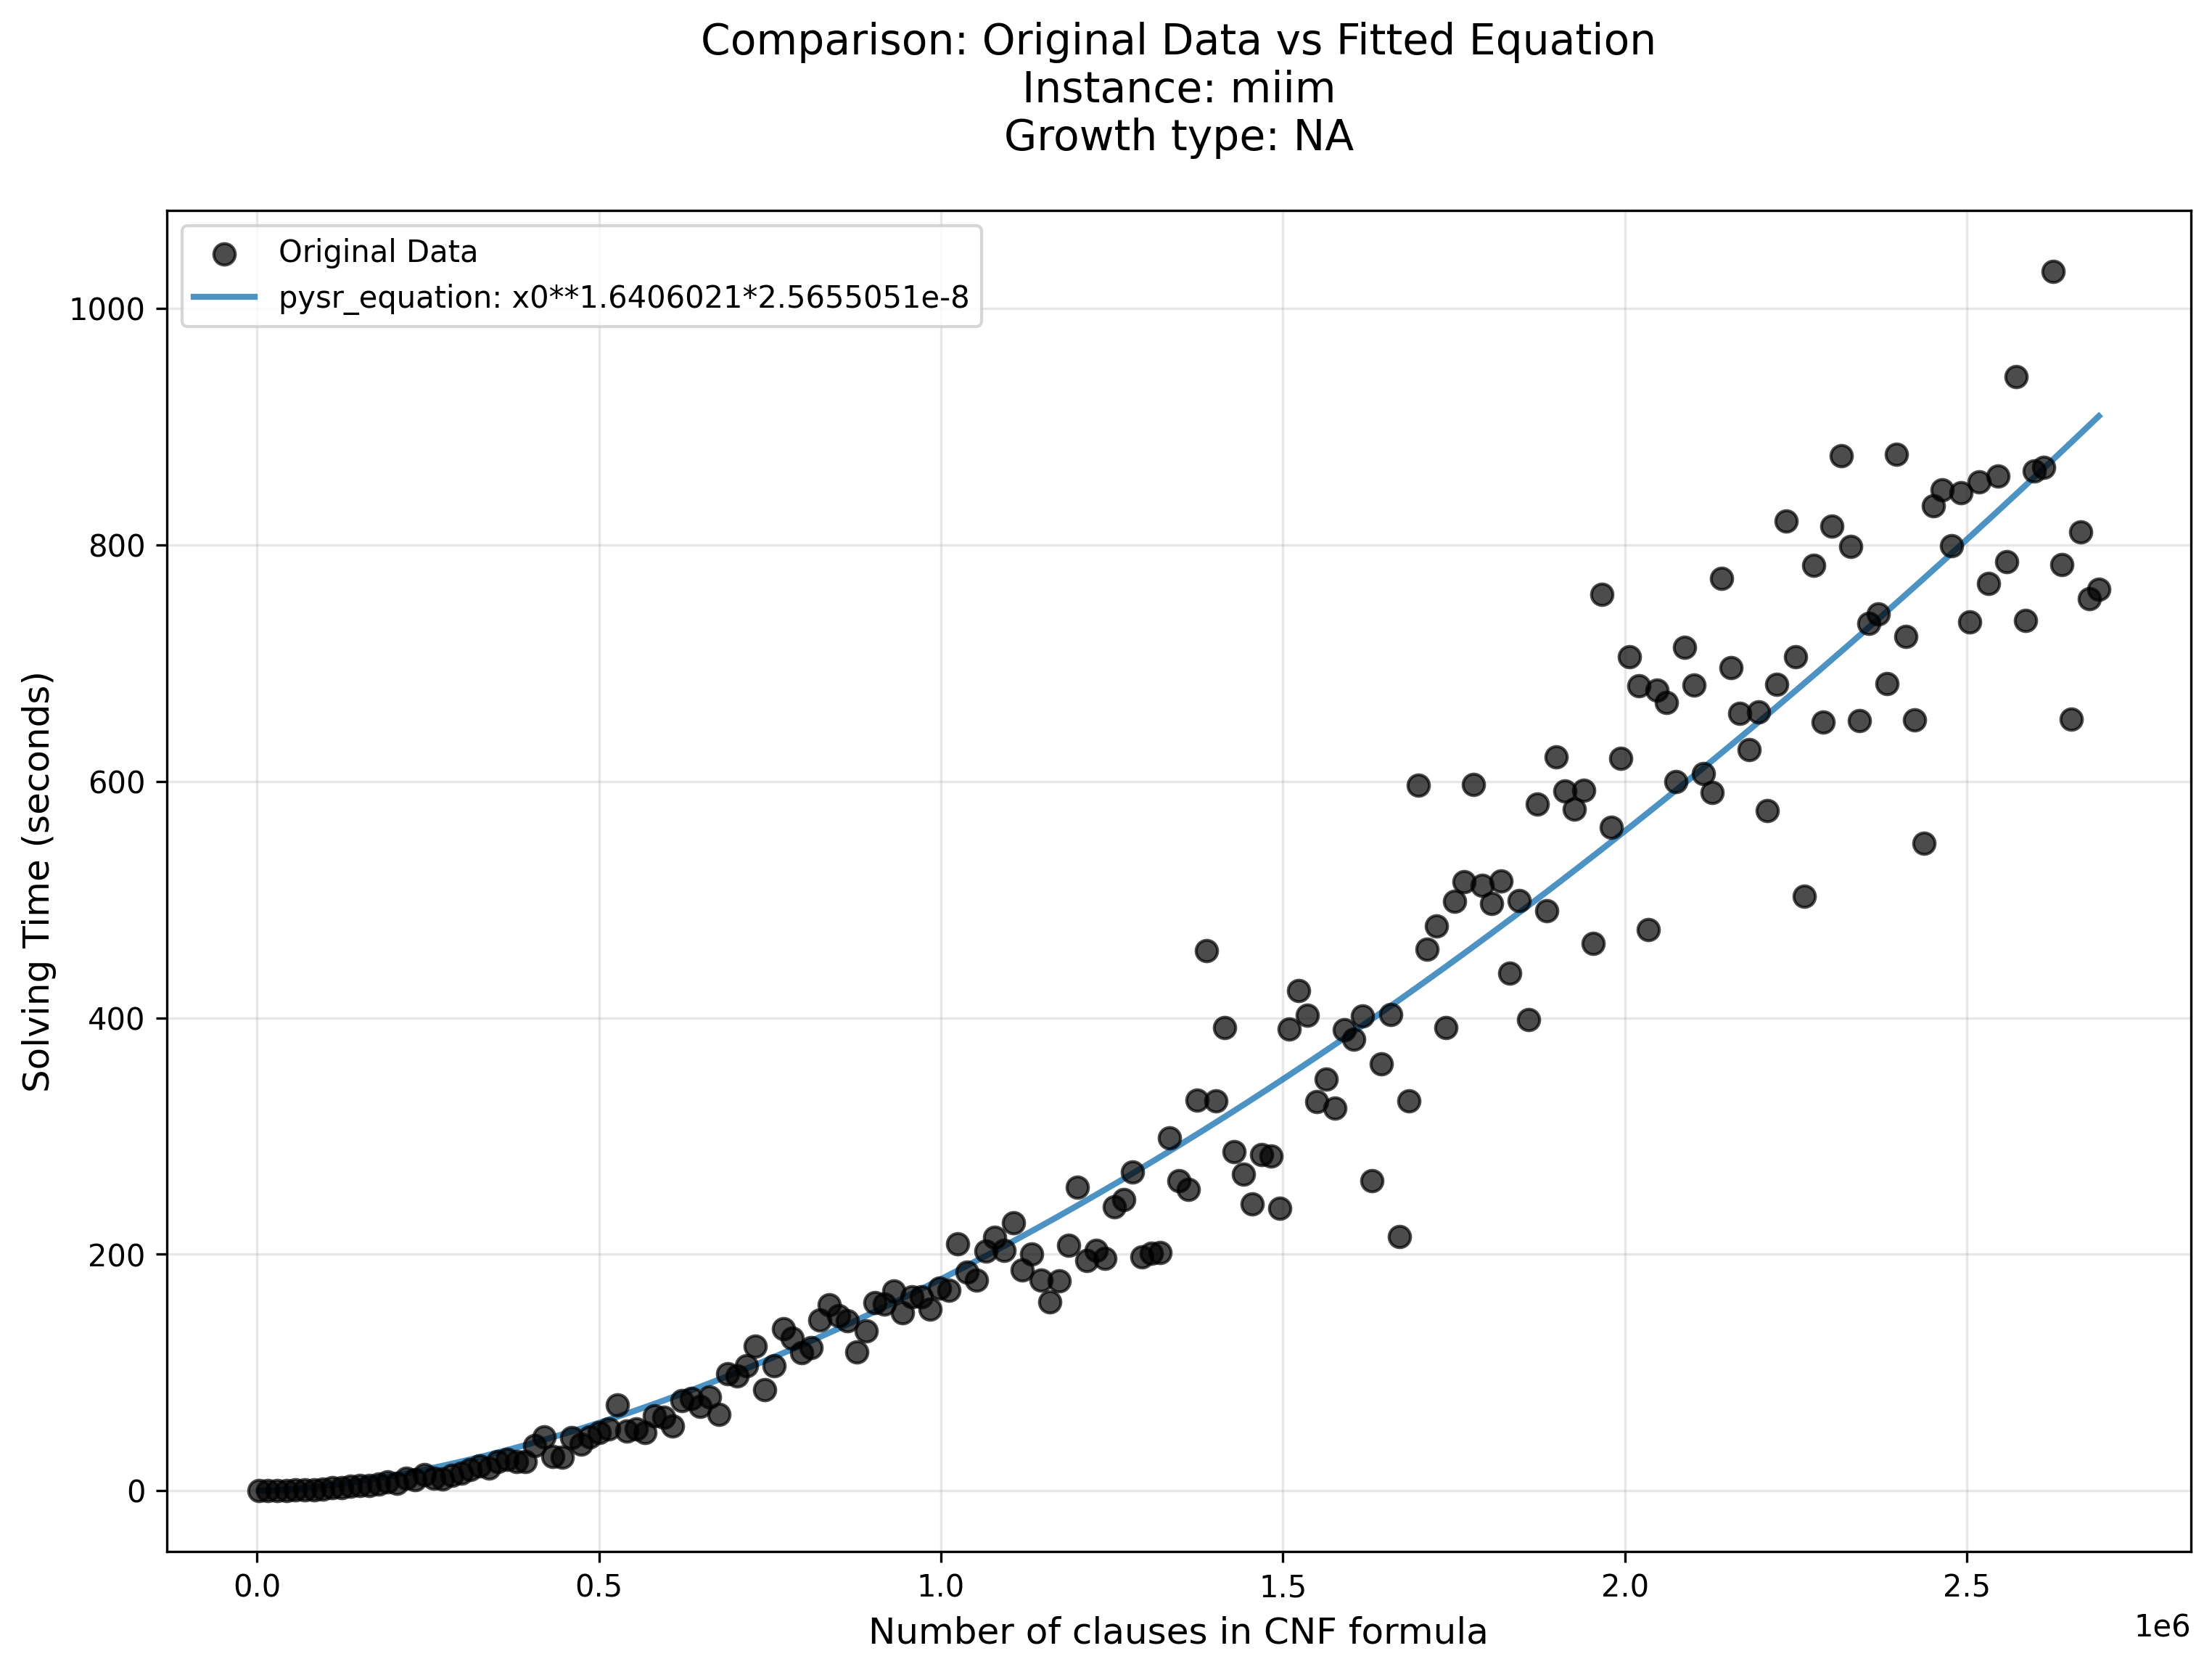 Comparison: Original Data vs Fitted Equation
Instance: miim
Growth type: NA
Original Data
pysr_equation: x0**1.6406021*2.5655051e-8
Solving Time (seconds)
1000
800
600
400
200
0
0.0 0.5 1.0 1.5 2.0 2.5
1e6
Number of clauses in CNF formula